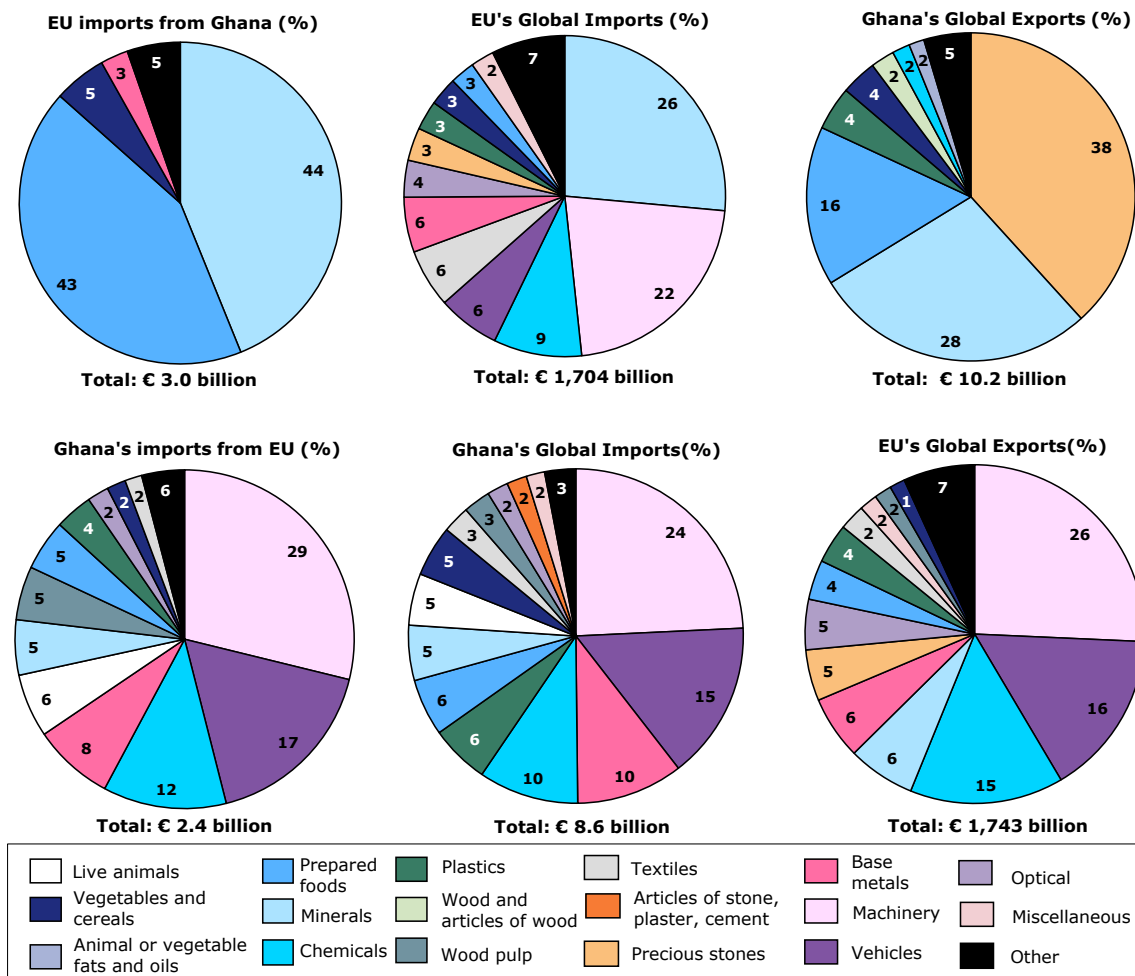 EU imports from Ghana (%)
5
3
5
43
44
Total: € 3.0 billion
EU's Global Imports (%)
7
2
3
3
3
3
4
6
6
6
9
22
26
Total: € 1,704 billion
Ghana's Global Exports (%)
5
2
2
2
4
4
16
28
38
Total:  € 10.2 billion
Ghana's imports from EU (%)
6
2
2
2
4
5
5
5
6
8
12
17
29
Total: € 2.4 billion
Ghana's Global Imports(%)
3
2
2
2
3
3
5
5
5
6
6
10
10
15
24
Total: € 8.6 billion
EU's Global Exports(%)
7
1
2
2
2
4
4
5
5
6
6
15
16
26
Total: € 1,743 billion
Live animals
Vegetables and
cereals
Animal or vegetable
fats and oils
Prepared
foods
Minerals
Chemicals
Plastics
Wood and
articles of wood
Wood pulp
Textiles
Articles of stone,
plaster, cement
Precious stones
Base
metals
Machinery
Vehicles
Optical
Miscellaneous
Other